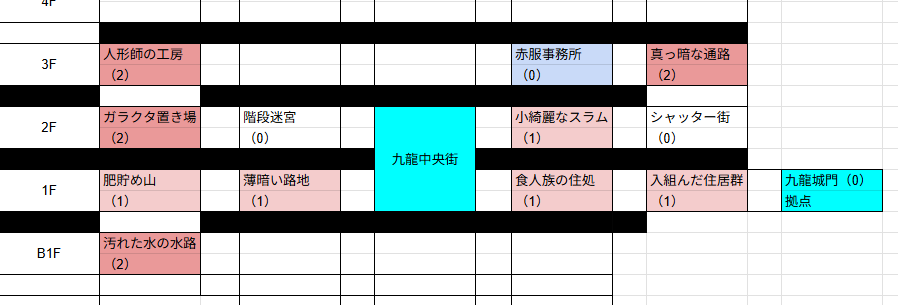 4F
3F
人形師の工房
(2)
赤服事務所
(0)
真っ暗な通路
(2)
2F
ガラクタ置き場
(2)
階段迷宮
(0)
九龍中央街
小綺麗なスラム
(1)
シャッター街
(0)
1F
肥貯め山
(1)
薄暗い路地
(1)
食人族の住処
(1)
入組んだ住居群
(1)
九龍城門(0)
拠点
B1F
汚れた水の水路
(2)